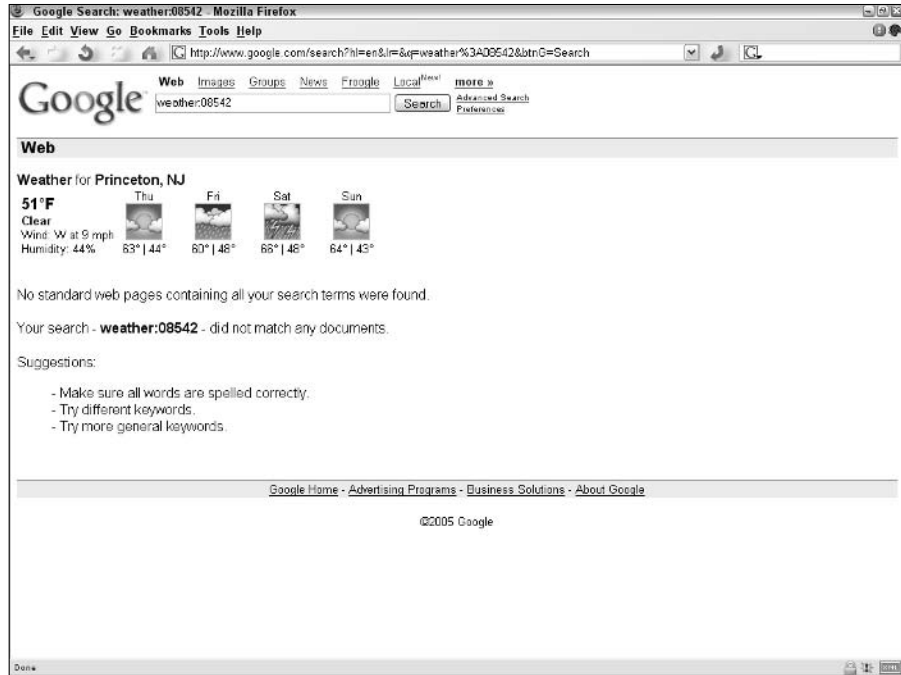 Google Search: weather:08542 - Mozilla Firefox
File Edit View Go Bookmarks Tools Help
http://www.google.com/search?hl=en&lr=&q=weather%3A08542&btnG=Search
Google
Web Images Groups News Froogle Local New! more »
weather:08542 Search Advanced Search
Preferences
Web
Weather for Princeton, NJ
Thu Fri Sat Sun
51°F
Clear
Wind: W at 9 mph
Humidity: 44% 63° | 44° 60° | 48° 66° | 48° 64° | 43°
No standard web pages containing all your search terms were found.
Your search - weather:08542 - did not match any documents.
Suggestions:
- Make sure all words are spelled correctly.
- Try different keywords.
- Try more general keywords.
Google Home - Advertising Programs - Business Solutions - About Google
©2005 Google
Done